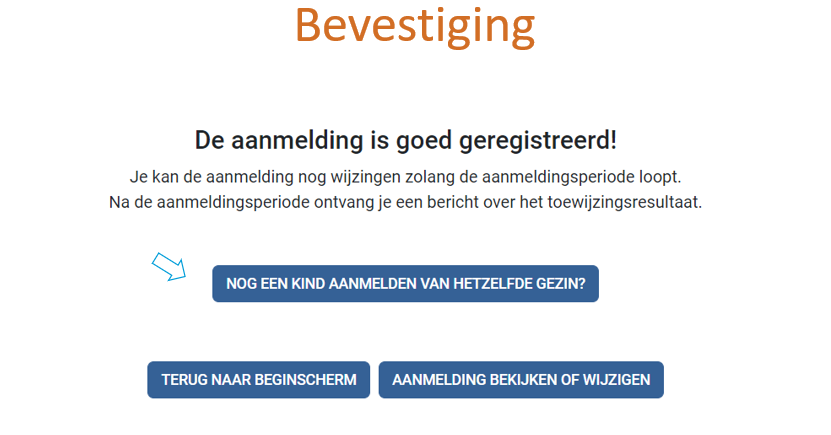 Bevestiging
De aanmelding is goed geregistreerd!
Je kan de aanmelding nog wijzingen zolang de aanmeldingsperiode loopt.
Na de aanmeldingsperiode ontvang je een bericht over het toewijzingsresultaat.
NOG EEN KIND AANMELDEN VAN HETZELFDE GEZIN?
TERUG NAAR BEGINSCHERM AANMELDING BEKIJKEN OF WIJZIGEN